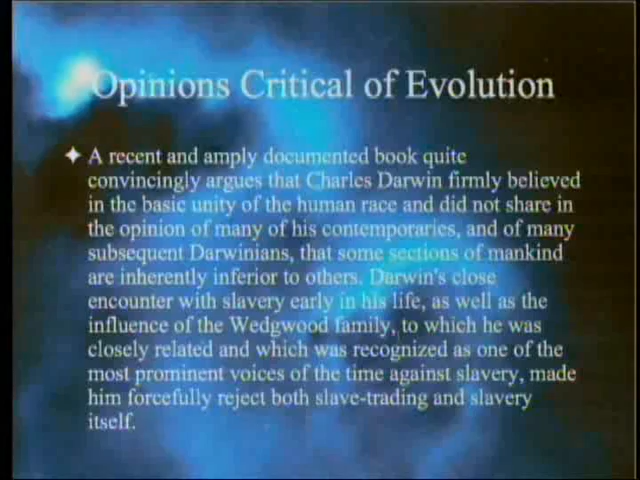 Opinions Critical of Evolution
A recent and amply documented book quite
convincingly argues that Charles Darwin firmly believed
in the basic unity of the human race and did not share in
the opinion of many of his contemporaries, and of many
subsequent Darwinians, that some sections of mankind
are inherently inferior to others. Darwin's close
encounter with slavery early in his life, as well as the
influence of the Wedgwood family, to which he was
closely related and which was recognized as one of the
most prominent voices of the time against slavery, made
him forcefully reject both slave-trading and slavery
itself.